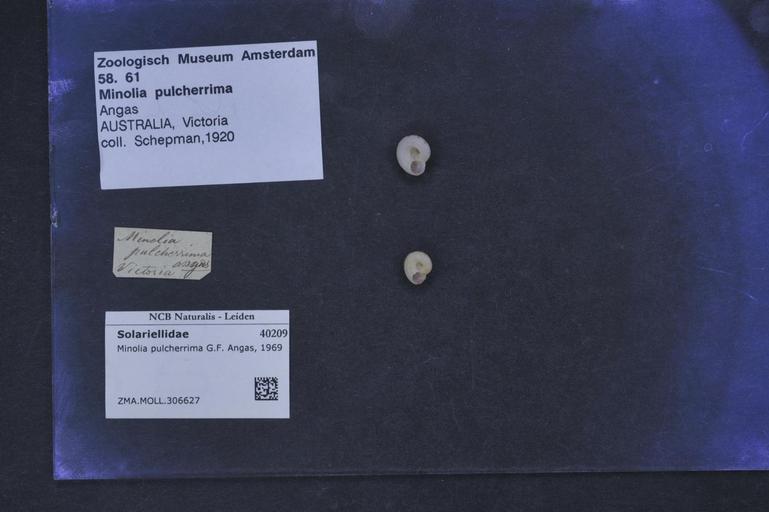 Zoologisch Museum Amsterdam
58. 61
Minolia pulcherrima
Angas
AUSTRALIA, Victoria
coll. Schepman,1920
Minolia
pulcherrima
angas
Victoria
NCB Naturalis - Leiden
Solariellidae 40209
Minolia pulcherrima G.F. Angas, 1969
ZMA.MOLL.306627